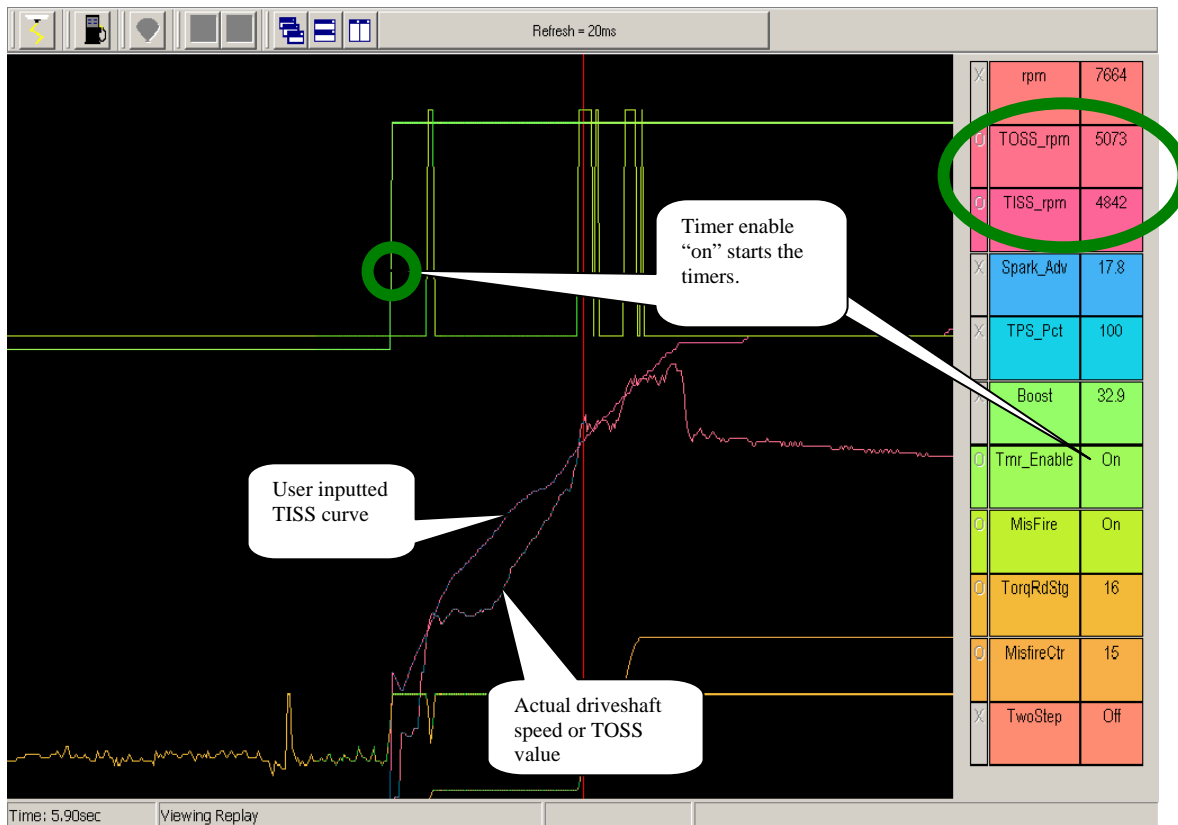 Refresh = 20ms
X rpm 7664
O TOSS_rpm 5073
O TISS_rpm 4842
X Spark_Adv 17.8
X TPS_Pct 100
X Boost 32.9
O Tmr_Enable On
O MisFire On
O TorqRdStg 16
O MisfireCtr 15
X TwoStep Off
Timer enable
“on” starts the
timers.
User inputted
TISS curve
Actual driveshaft
speed or TOSS
value
Time: 5.90sec
Viewing Replay